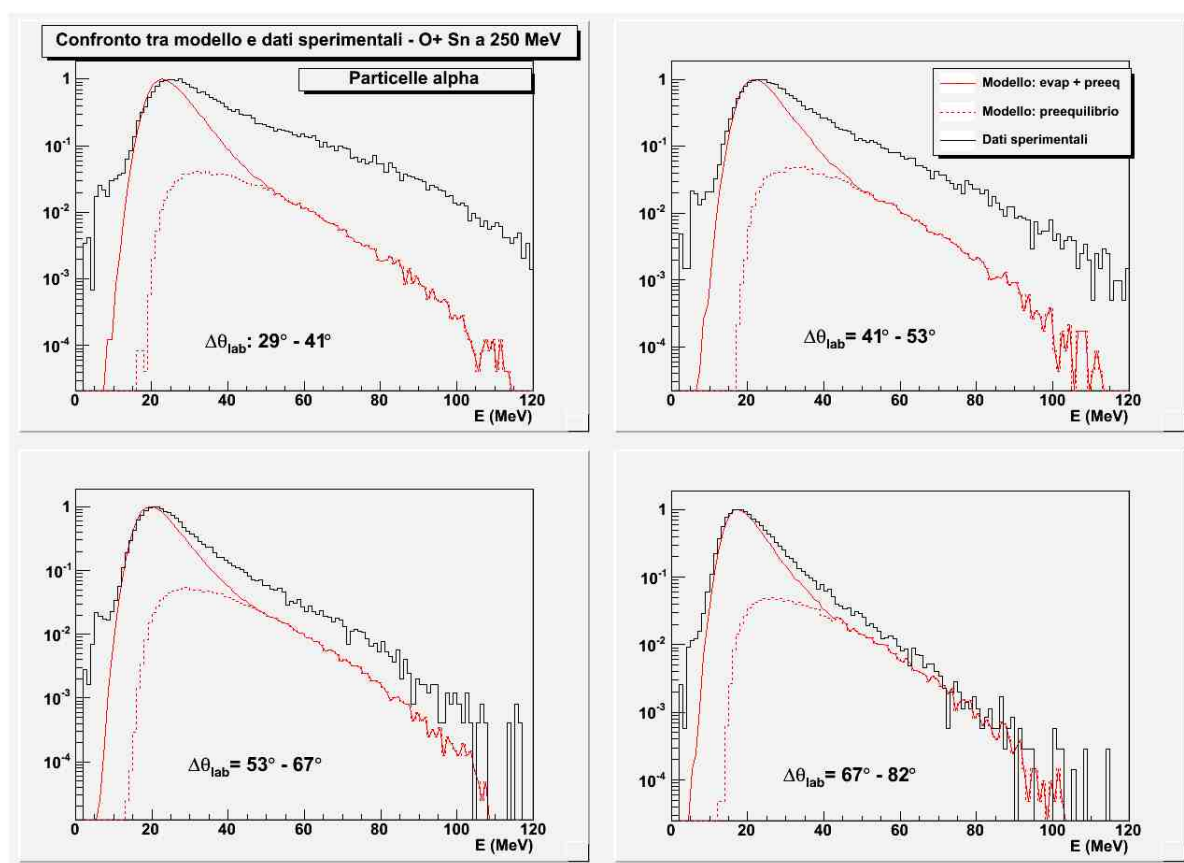 Confronto tra modello e dati sperimentali - O+ Sn a 250 MeV
Particelle alpha
1
10⁻¹
10⁻²
10⁻³
10⁻⁴
Δθlab: 29° - 41°
0 20 40 60 80 100 120
E (MeV)
Modello: evap + preeq
Modello: preequilibrio
Dati sperimentali
1
10⁻¹
10⁻²
10⁻³
10⁻⁴
Δθlab= 41° - 53°
0 20 40 60 80 100 120
E (MeV)
1
10⁻¹
10⁻²
10⁻³
10⁻⁴
Δθlab= 53° - 67°
0 20 40 60 80 100 120
E (MeV)
1
10⁻¹
10⁻²
10⁻³
10⁻⁴
Δθlab= 67° - 82°
0 20 40 60 80 100 120
E (MeV)